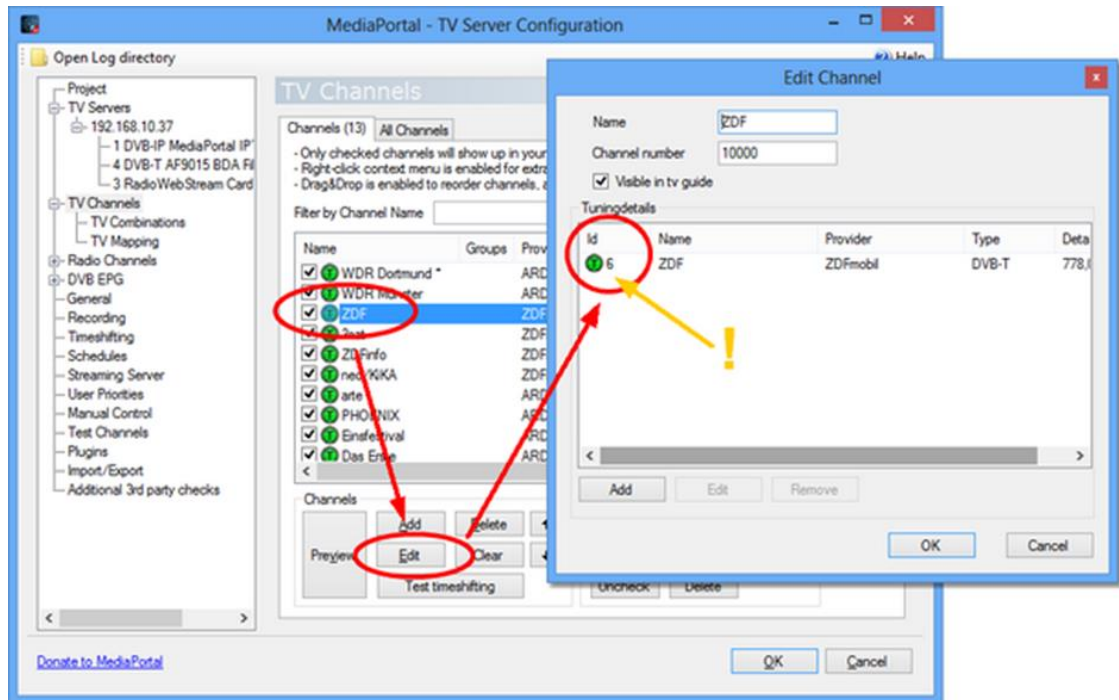 MediaPortal - TV Server Configuration
Open Log directory
Help
Project
TV Servers
192.168.10.37
1 DVB-IP MediaPortal IP
4 DVB-T AF9015 BDA Fil
3 RadioWebStream Card
TV Channels
TV Combinations
TV Mapping
Radio Channels
DVB EPG
General
Recording
Timeshifting
Schedules
Streaming Server
User Priorities
Manual Control
Test Channels
Plugins
Import/Export
Additional 3rd party checks
TV Channels
Channels (13) All Channels
- Only checked channels will show up in your
- Right-click context menu is enabled for extra
- Drag&Drop is enabled to reorder channels, a
Filter by Channel Name
Name Groups Prov
WDR Dortmund * ARD
WDR Münster ARD
ZDF ZDF
3sat ZDF
ZDFinfo ZDF
neo/KiKA ZDF
arte ARD
PHOENIX ARD
Einsfestival ARD
Das Erste ARD
Channels
Preview Add Delete
Edit Clear
Test timeshifting
Uncheck Delete
Donate to MediaPortal
OK Cancel
Edit Channel
Name ZDF
Channel number 10000
Visible in tv guide
Tuningdetails
Id Name Provider Type Deta
6 ZDF ZDFmobil DVB-T 778,
!
Add Edit Remove
OK Cancel